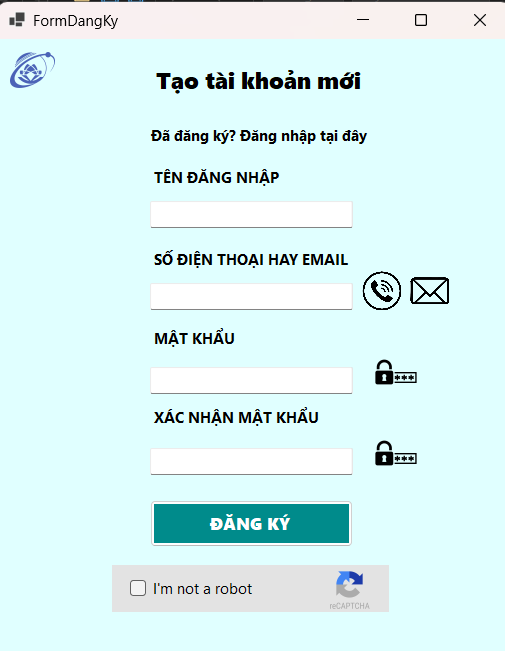 FormDangKy
Tạo tài khoản mới
Đã đăng ký? Đăng nhập tại đây
TÊN ĐĂNG NHẬP
SỐ ĐIỆN THOẠI HAY EMAIL
MẬT KHẨU
XÁC NHẬN MẬT KHẨU
ĐĂNG KÝ
I'm not a robot
reCAPTCHA